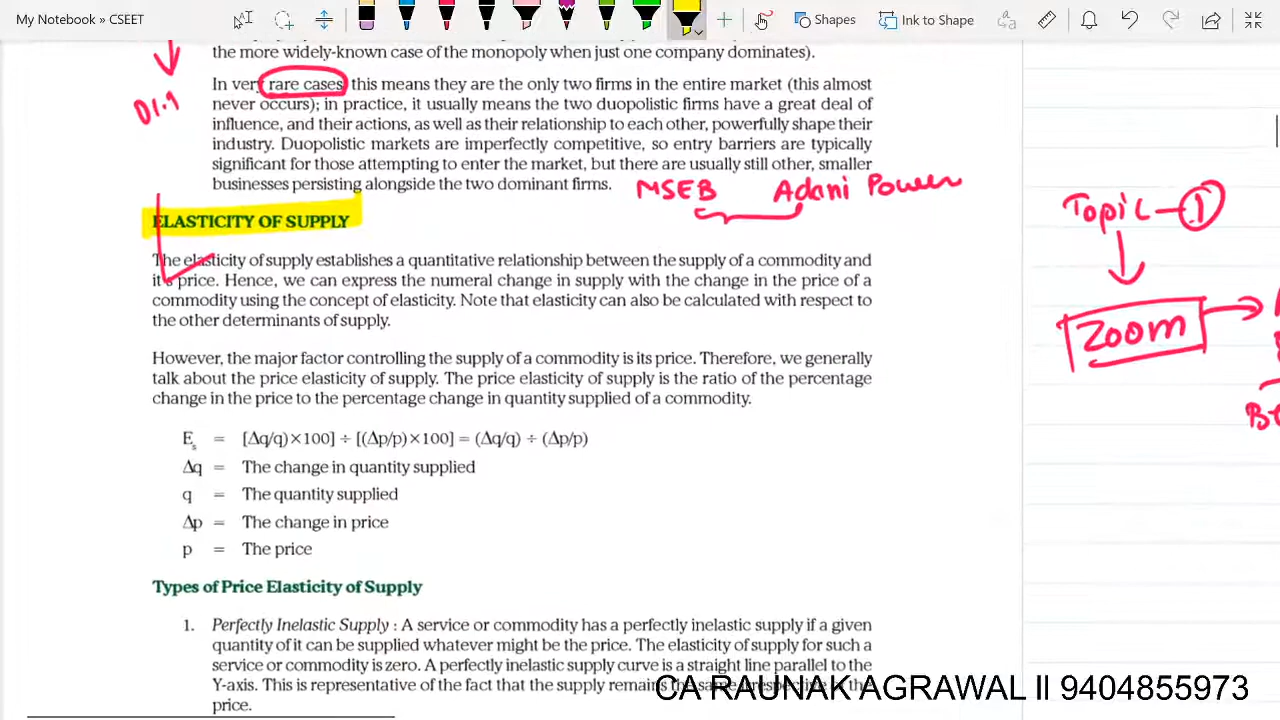 My Notebook » CSEET
Shapes
Ink to Shape
the more widely-known case of the monopoly when just one company dominates).
In very rare cases this means they are the only two firms in the entire market (this almost
never occurs); in practice, it usually means the two duopolistic firms have a great deal of
influence, and their actions, as well as their relationship to each other, powerfully shape their
industry. Duopolistic markets are imperfectly competitive, so entry barriers are typically
significant for those attempting to enter the market, but there are usually still other, smaller
businesses persisting alongside the two dominant firms.
MSEB Adani Power
ELASTICITY OF SUPPLY
The elasticity of supply establishes a quantitative relationship between the supply of a commodity and
it's price. Hence, we can express the numeral change in supply with the change in the price of a
commodity using the concept of elasticity. Note that elasticity can also be calculated with respect to
the other determinants of supply.
However, the major factor controlling the supply of a commodity is its price. Therefore, we generally
talk about the price elasticity of supply. The price elasticity of supply is the ratio of the percentage
change in the price to the percentage change in quantity supplied of a commodity.
Es = [Δq/q)×100] ÷ [(Δp/p)×100] = (Δq/q) ÷ (Δp/p)
Δq = The change in quantity supplied
q = The quantity supplied
Δp = The change in price
p = The price
Types of Price Elasticity of Supply
1. Perfectly Inelastic Supply : A service or commodity has a perfectly inelastic supply if a given
quantity of it can be supplied whatever might be the price. The elasticity of supply for such a
service or commodity is zero. A perfectly inelastic supply curve is a straight line parallel to the
Y-axis. This is representative of the fact that the supply remains the same irrespective of the
price.
Topic - 1
Zoom
CA RAUNAK AGRAWAL II 9404855973